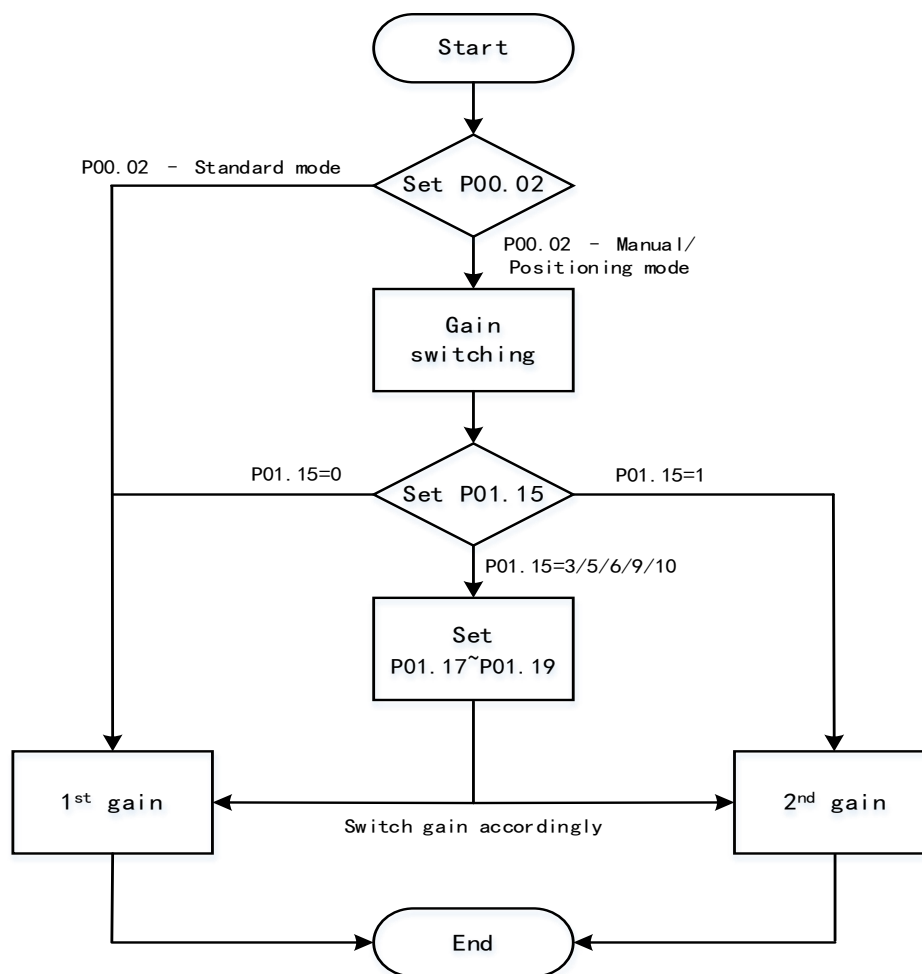 Start
P00.02 - Standard mode
Set P00.02
P00.02 - Manual/
Positioning mode
Gain
switching
P01.15=0
Set P01.15
P01.15=1
P01.15=3/5/6/9/10
Set
P01.17~P01.19
1st gain
2nd gain
Switch gain accordingly
End